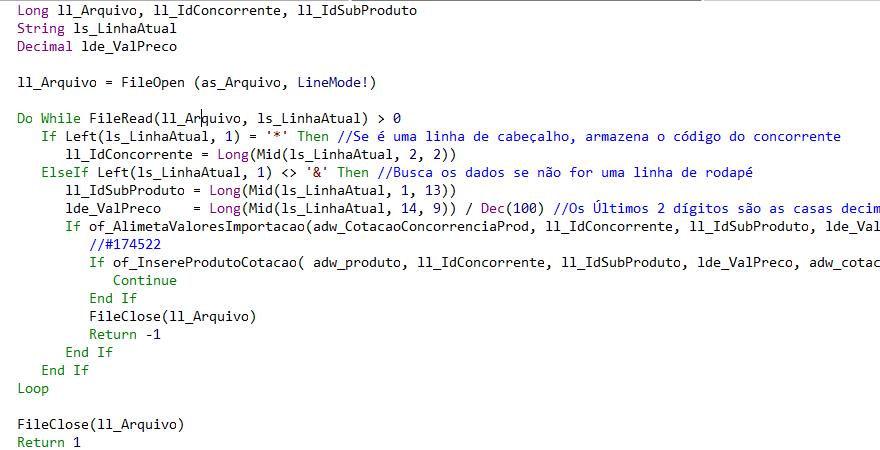 Long ll_Arquivo, ll_IdConcorrente, ll_IdSubProduto
String ls_LinhaAtual
Decimal lde_ValPreco
ll_Arquivo = FileOpen (as_Arquivo, LineMode!)
Do While FileRead(ll_Arquivo, ls_LinhaAtual) > 0
If Left(ls_LinhaAtual, 1) = '*' Then //Se é uma linha de cabeçalho, armazena o código do concorrente
ll_IdConcorrente = Long(Mid(ls_LinhaAtual, 2, 2))
ElseIf Left(ls_LinhaAtual, 1) <> '&' Then //Busca os dados se não for uma linha de rodapé
ll_IdSubProduto = Long(Mid(ls_LinhaAtual, 1, 13))
lde_ValPreco    = Long(Mid(ls_LinhaAtual, 14, 9)) / Dec(100) //Os Últimos 2 dígitos são as casas decim
If of_AlimetaValoresImportacao(adw_CotacaoConcorrenciaProd, ll_IdConcorrente, ll_IdSubProduto, lde_Val
//#174522
If of_InsereProdutoCotacao( adw_produto, ll_IdConcorrente, ll_IdSubProduto, lde_ValPreco, adw_cotac
Continue
End If
FileClose(ll_Arquivo)
Return -1
End If
End If
Loop
FileClose(ll_Arquivo)
Return 1